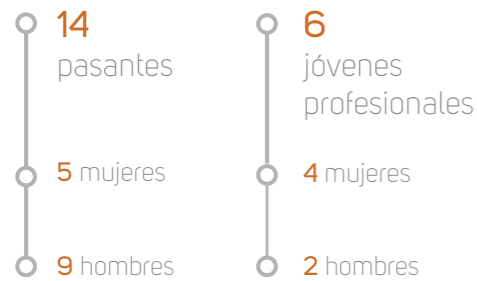 14
pasantes
5 mujeres
9 hombres
6
jóvenes
profesionales
4 mujeres
2 hombres